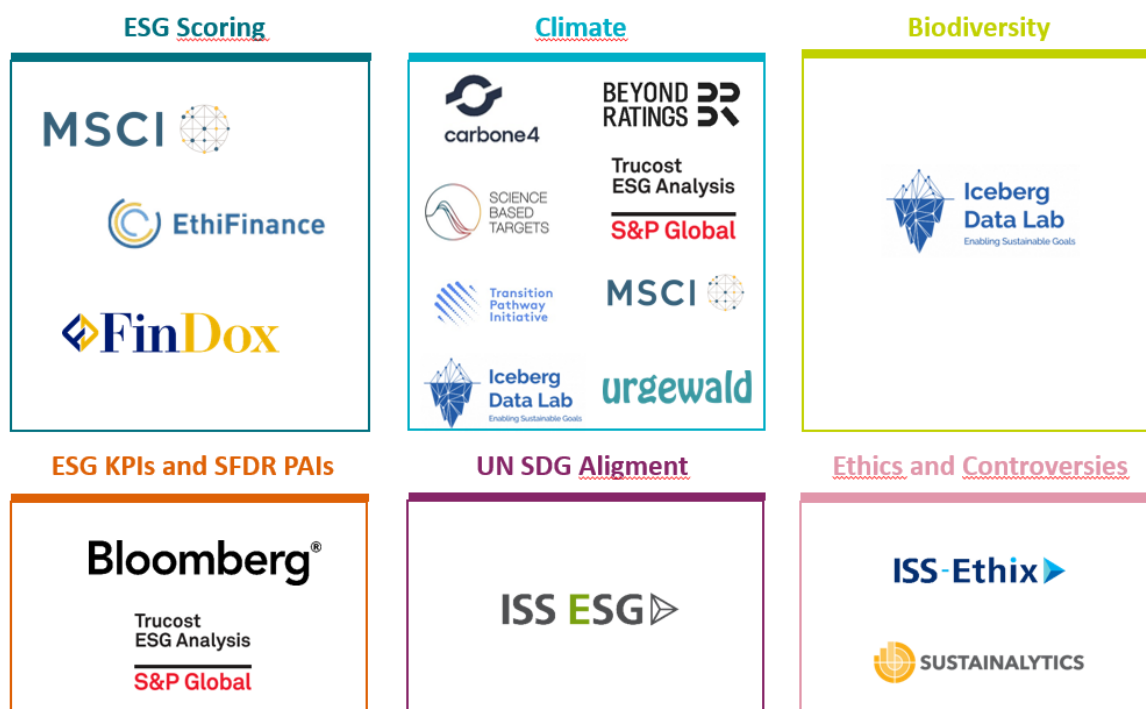 ESG Scoring
MSCI
EthiFinance
FinDox
Climate
carbone4
BEYOND
RATINGS
SCIENCE
BASED
TARGETS
Trucost
ESG Analysis
S&P Global
Transition
Pathway
Initiative
MSCI
Iceberg
Data Lab
Enabling Sustainable Goals
urgewald
Biodiversity
Iceberg
Data Lab
Enabling Sustainable Goals
ESG KPIs and SFDR PAIs
Bloomberg®
Trucost
ESG Analysis
S&P Global
UN SDG Aligment
ISS ESG
Ethics and Controversies
ISS-Ethix
SUSTAINALYTICS